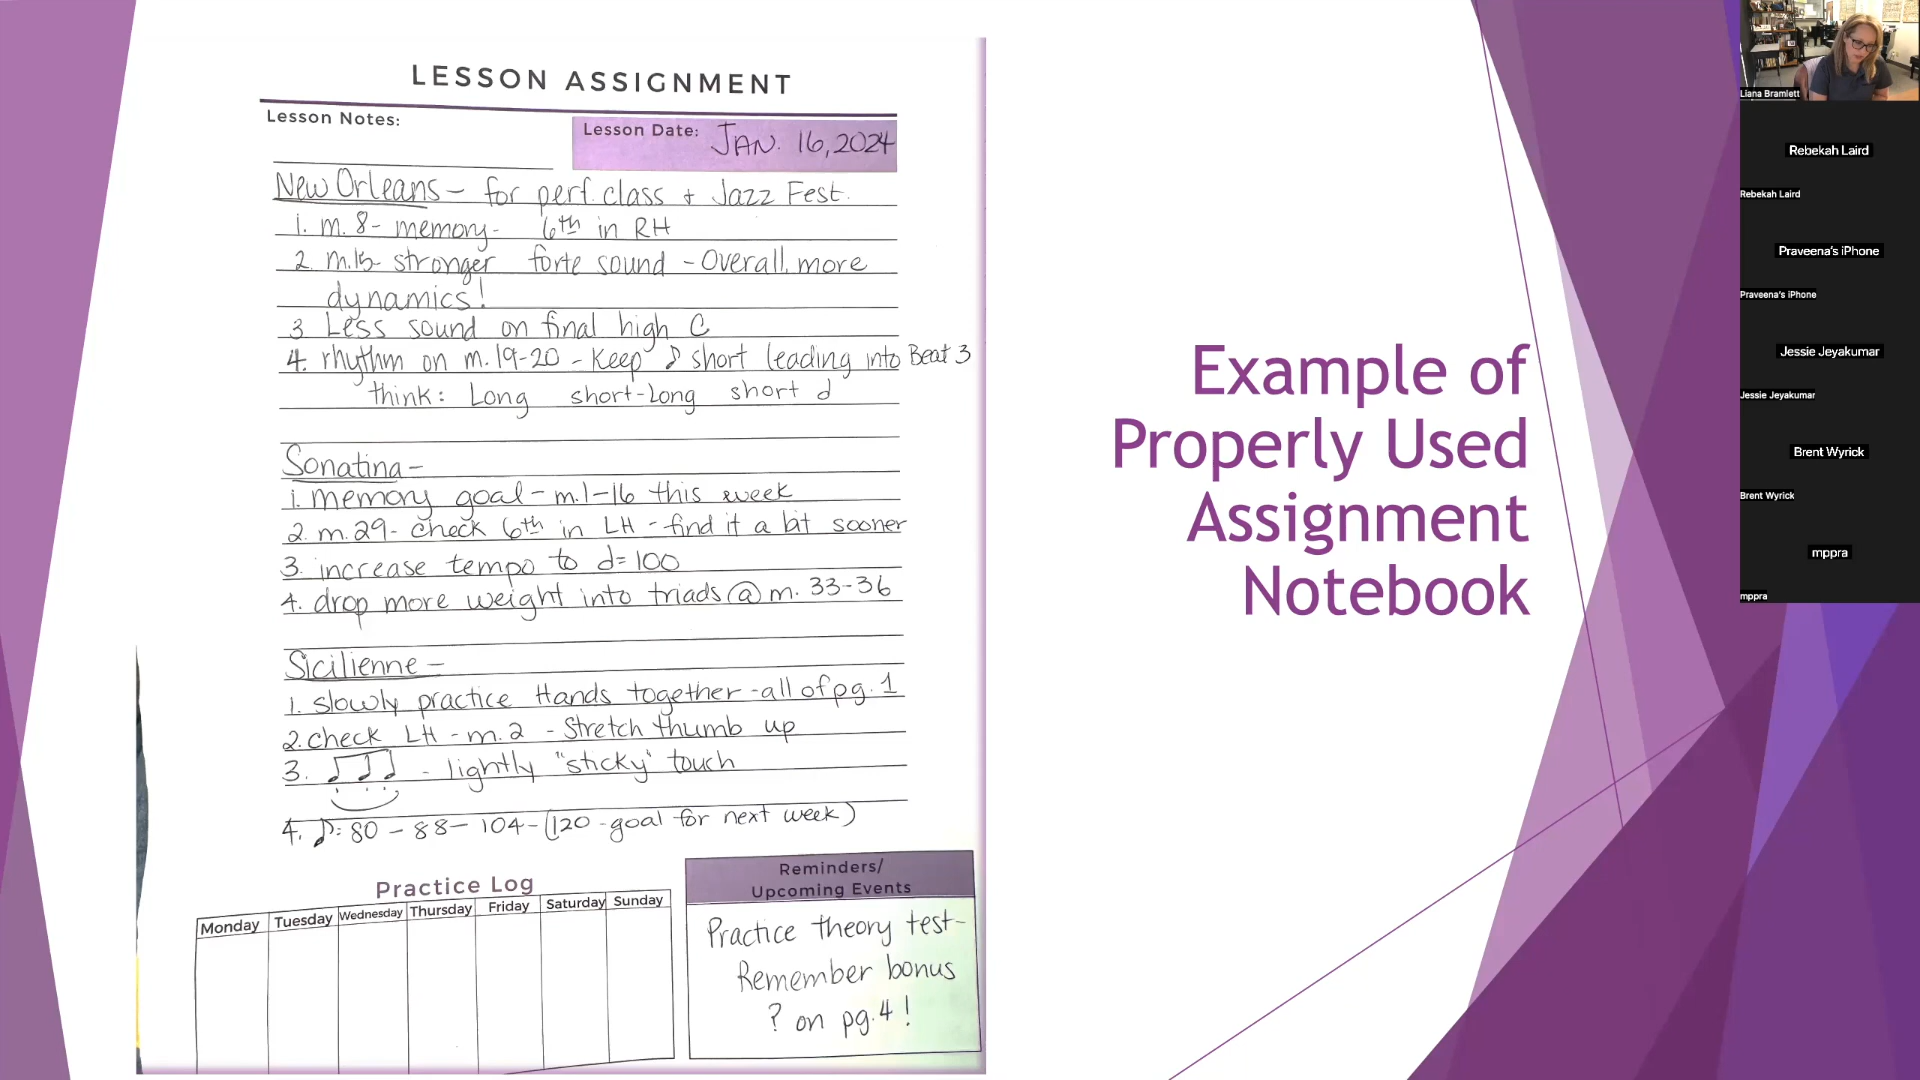 LESSON ASSIGNMENT
Lesson Notes:
Lesson Date: JAN. 16, 2024
New Orleans – for perf. class + Jazz Fest.
1. m. 8 - memory - 6th in RH
2. m.15 - stronger forte sound - Overall, more
dynamics!
3 Less sound on final high C
4. rhythm on m. 19-20 - Keep ♪ short leading into Beat 3
think: Long short-Long short d
Sonatina –
1. memory goal - m.1-16 this week
2. m.29 - check 6th in LH - find it a bit sooner
3. increase tempo to d=100
4. drop more weight into triads @ m. 33-36
Sicilienne –
1. slowly practice Hands together - all of pg. 1
2. check LH - m.2 - Stretch thumb up
3. ♩♩♩ - lightly "sticky" touch
4. ♪: 80 - 88 - 104 - (120 - goal for next week)
Practice Log
Monday Tuesday Wednesday Thursday Friday Saturday Sunday
Reminders/
Upcoming Events
Practice theory test-
Remember bonus
? on pg. 4!
Example of
Properly Used
Assignment
Notebook
Liana Bramlett
Rebekah Laird
Rebekah Laird
Praveena's iPhone
Praveena's iPhone
Jessie Jeyakumar
Jessie Jeyakumar
Brent Wyrick
Brent Wyrick
mppra
mppra